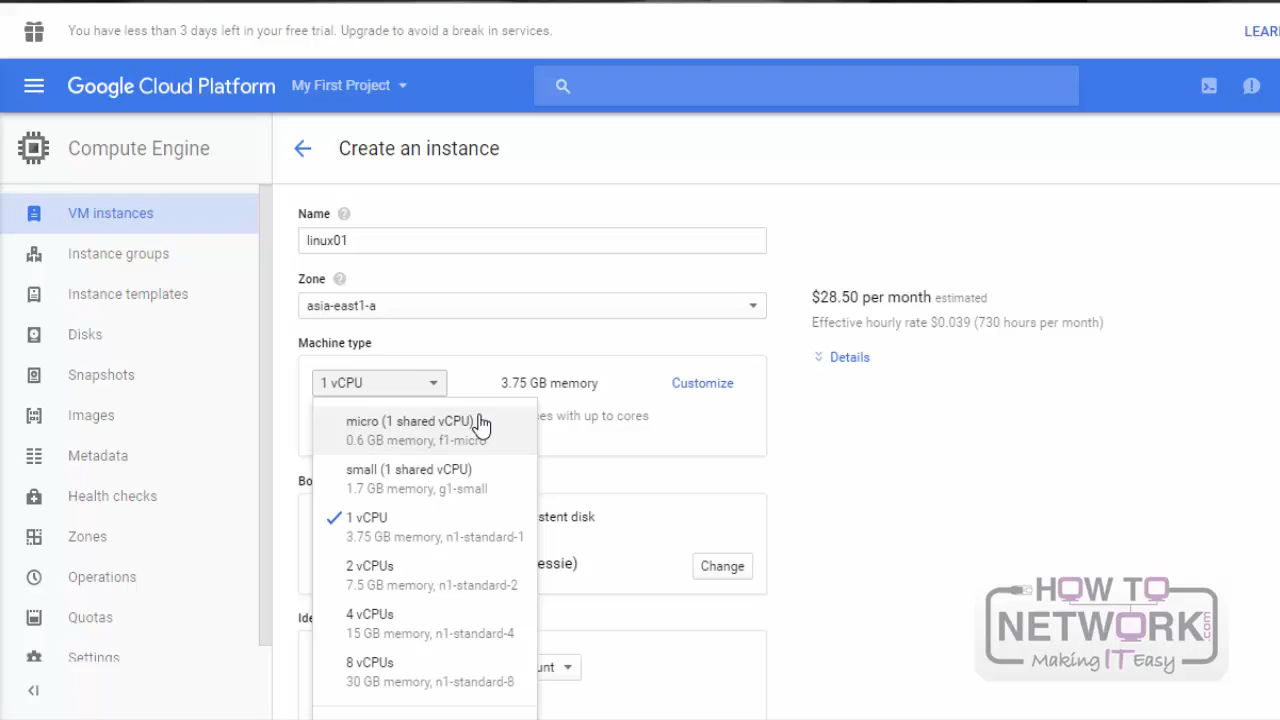 You have less than 3 days left in your free trial. Upgrade to avoid a break in services.
LEARI
Google Cloud Platform
My First Project
Compute Engine
Create an instance
VM instances
Instance groups
Instance templates
Disks
Snapshots
Images
Metadata
Health checks
Zones
Operations
Quotas
Settings
Name
linux01
Zone
asia-east1-a
Machine type
1 vCPU
3.75 GB memory
Customize
es with up to cores
micro (1 shared vCPU)
0.6 GB memory, f1-micro
small (1 shared vCPU)
1.7 GB memory, g1-small
1 vCPU
3.75 GB memory, n1-standard-1
2 vCPUs
7.5 GB memory, n1-standard-2
4 vCPUs
15 GB memory, n1-standard-4
8 vCPUs
30 GB memory, n1-standard-8
Bo
stent disk
essie)
Change
Ide
unt
$28.50 per month estimated
Effective hourly rate $0.039 (730 hours per month)
Details
HOW TO
NETWORK.com
Making IT Easy